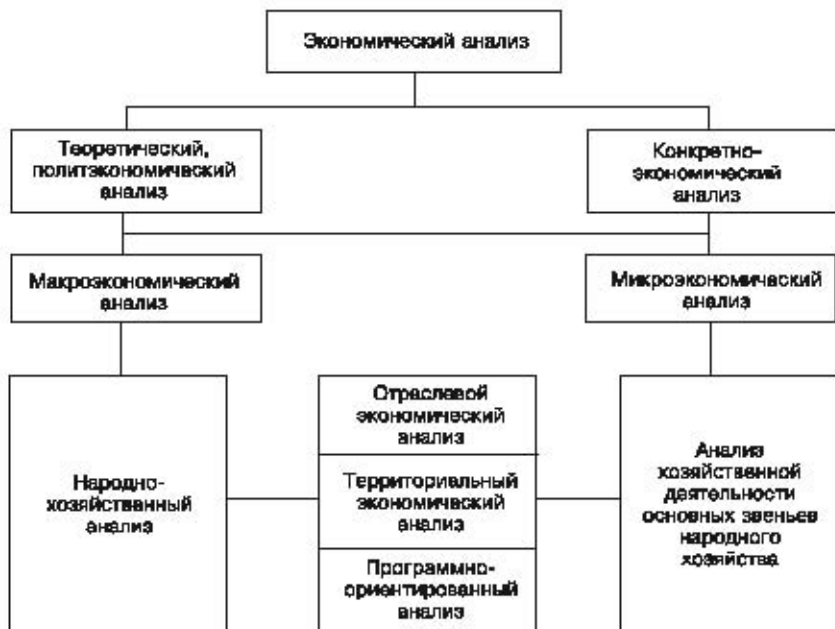 Экономический анализ
Теоретический,
политэкономический
анализ
Конкретно-
экономический
анализ
Макроэкономический
анализ
Микроэкономический
анализ
Народно-
хозяйственный
анализ
Отраслевой
экономический
анализ
Территориальный
экономический
анализ
Программно-
ориентированный
анализ
Анализ
хозяйственной
деятельности
основных звеньев
народного
хозяйства